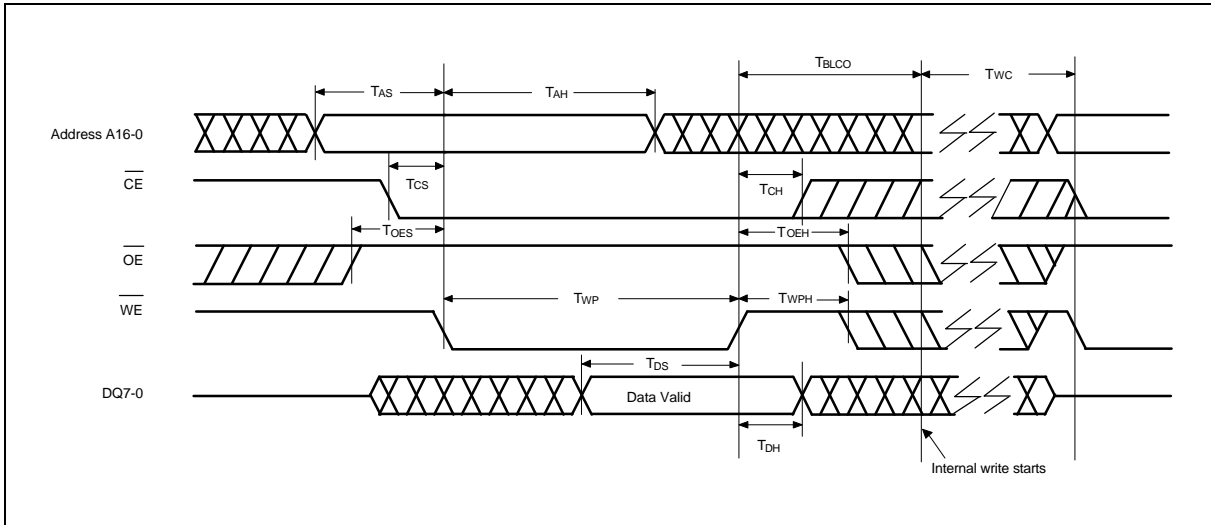 TBLCO
TWC
TAS
TAH
Address A16-0
TCS
TCH
CE
TOES
TOEH
OE
TWP
TWPH
WE
TDS
DQ7-0
Data Valid
TDH
Internal write starts